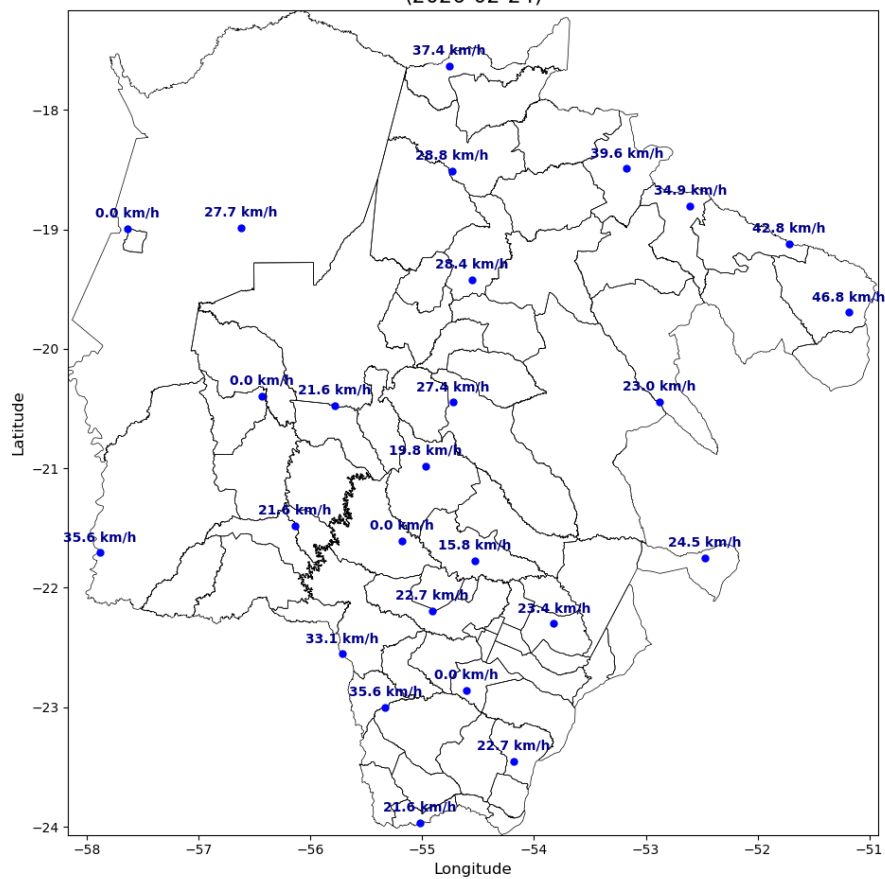 37.4 km/h
28.8 km/h
39.6 km/h
34.9 km/h
0.0 km/h
27.7 km/h
42.8 km/h
28.4 km/h
46.8 km/h
0.0 km/h
21.6 km/h
27.4 km/h
23.0 km/h
19.8 km/h
21.6 km/h
35.6 km/h
0.0 km/h
15.8 km/h
24.5 km/h
22.7 km/h
23.4 km/h
33.1 km/h
0.0 km/h
35.6 km/h
22.7 km/h
21.6 km/h
−18
−19
−20
−21
−22
−23
−24
Latitude
−58 −57 −56 −55 −54 −53 −52 −51
Longitude